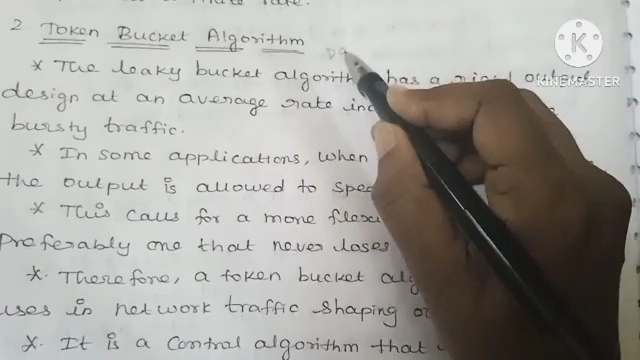 2 Token Bucket Algorithm
* The leaky bucket algorithm has a rigid output
design at an average rate
bursty traffic.
* In some applications, when
the output is allowed to
* This calls for a more
preferably one that never loses
*. Therefore, a token bucket
uses in network traffic shaping or
*. It is a control algorithm that
KINEMASTER